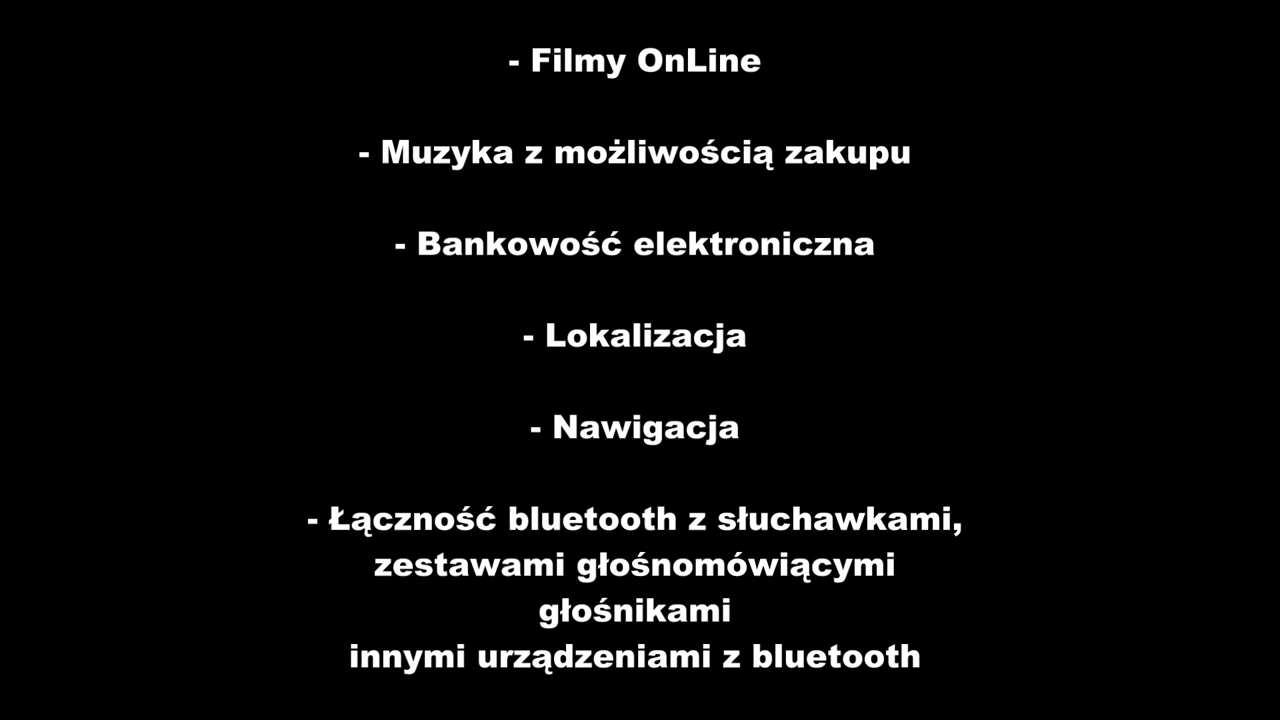 - Filmy OnLine
- Muzyka z możliwością zakupu
- Bankowość elektroniczna
- Lokalizacja
- Nawigacja
- Łączność bluetooth z słuchawkami,
zestawami głośnomówiącymi
głośnikami
innymi urządzeniami z bluetooth